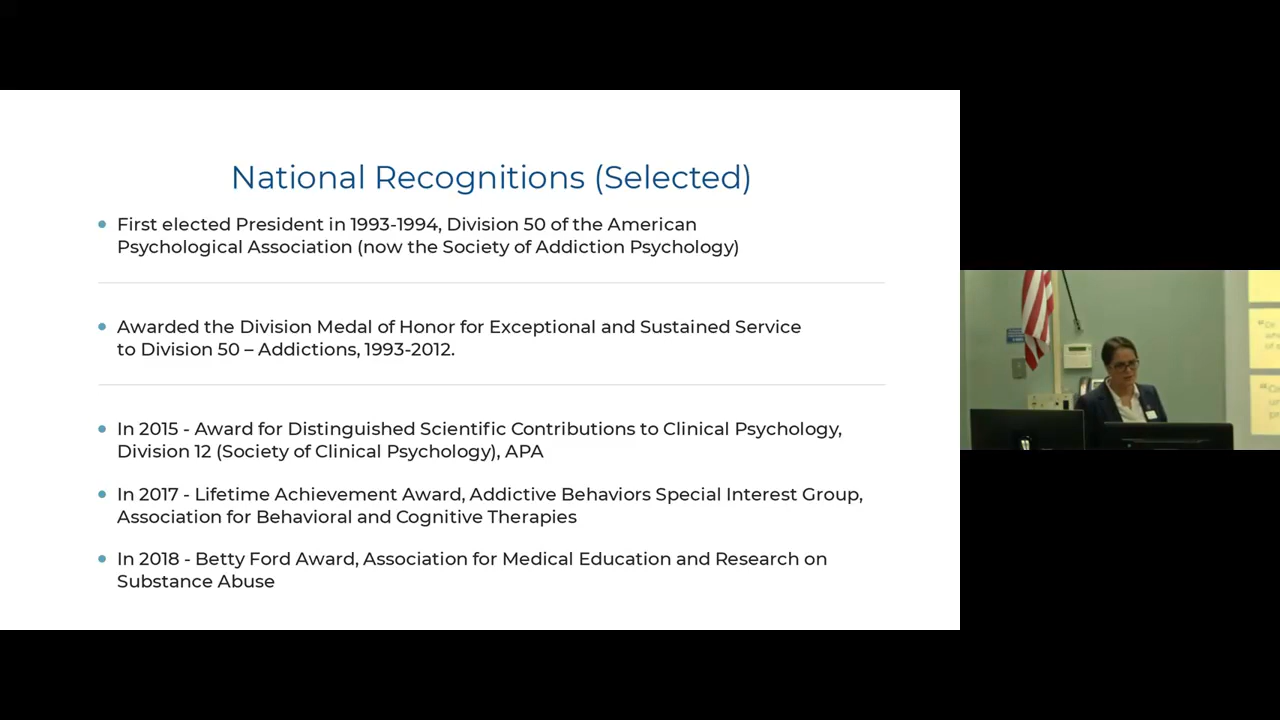 National Recognitions (Selected)
• First elected President in 1993-1994, Division 50 of the American
Psychological Association (now the Society of Addiction Psychology)
• Awarded the Division Medal of Honor for Exceptional and Sustained Service
to Division 50 – Addictions, 1993-2012.
• In 2015 - Award for Distinguished Scientific Contributions to Clinical Psychology,
Division 12 (Society of Clinical Psychology), APA
• In 2017 - Lifetime Achievement Award, Addictive Behaviors Special Interest Group,
Association for Behavioral and Cognitive Therapies
• In 2018 - Betty Ford Award, Association for Medical Education and Research on
Substance Abuse